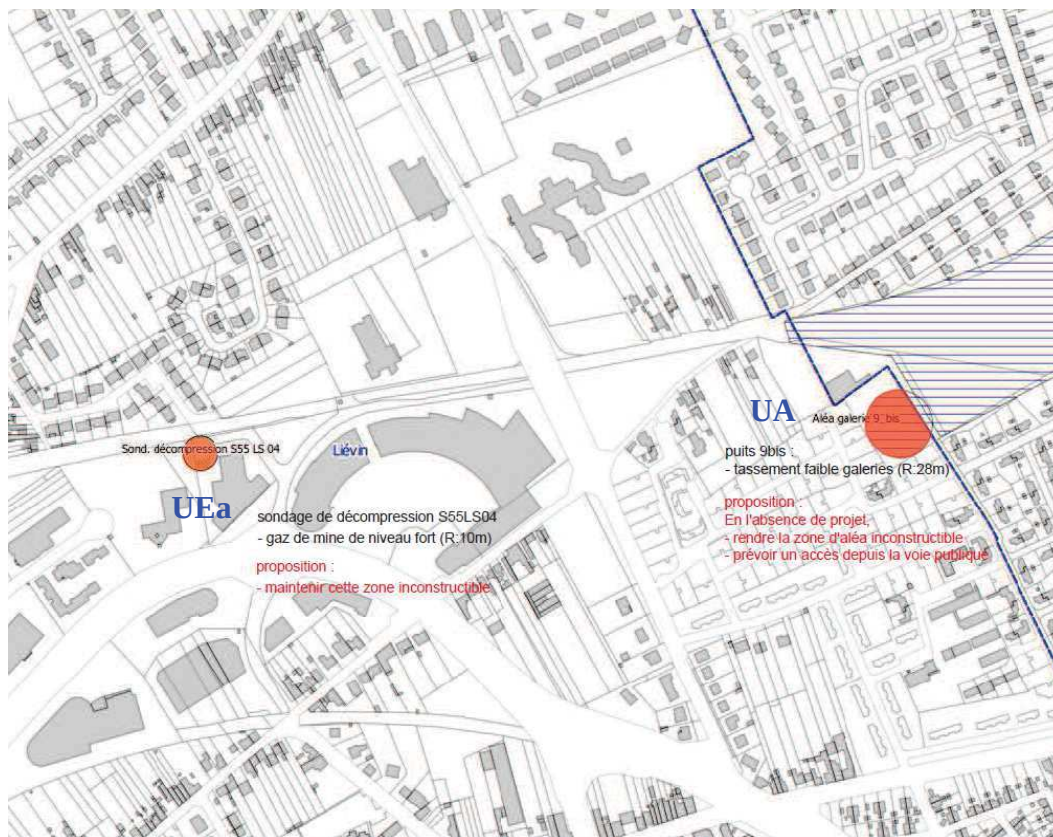 Sond. décompression S55 LS 04
Liévin
UEa
sondage de décompression S55LS04
- gaz de mine de niveau fort (R:10m)
proposition :
- maintenir cette zone inconstructible
UA
Aléa galerie 9_bis
puits 9bis :
- tassement faible galeries (R:28m)
proposition :
En l'absence de projet,
- rendre la zone d'aléa inconstructible
- prévoir un accès depuis la voie publique